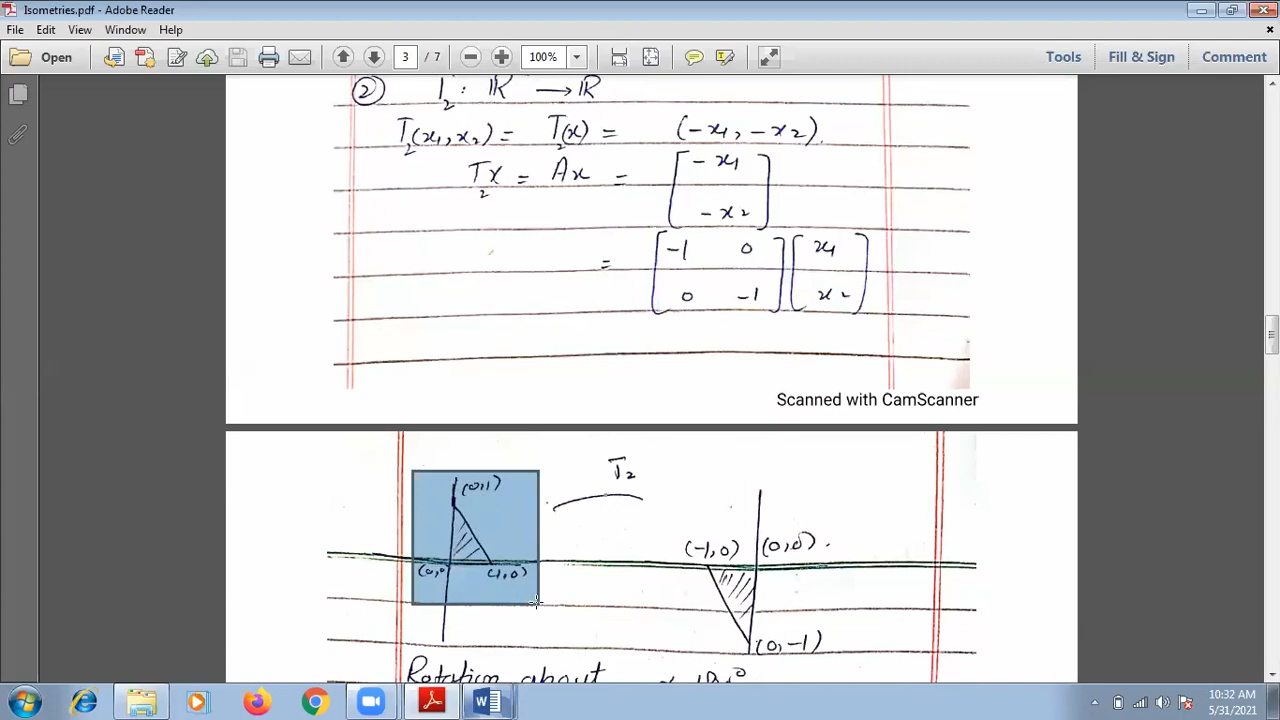 Isometries.pdf - Adobe Reader
File Edit View Window Help
Open 3 / 7 100% Tools Fill & Sign Comment
② T₂ : ℝ ⟶ ℝ
T₂(x₁, x₂) = T₂(x) = (-x₁, -x₂).
T₂x = Ax = [-x₁
-x₂]
= [-1 0 [x₁
0 -1] x₂]
Scanned with CamScanner
T₂
(0,1)
(-1,0) (0,0).
(0,0 (1,0)
(0,-1)
Rotation about
10:32 AM
5/31/2021